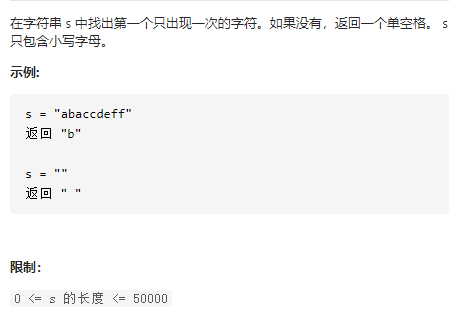 在字符串 s 中找出第一个只出现一次的字符。如果没有，返回一个单空格。 s
只包含小写字母。
示例:
s = "abaccdeff"
返回 "b"
s = ""
返回 " "
限制：
0 <= s 的长度 <= 50000